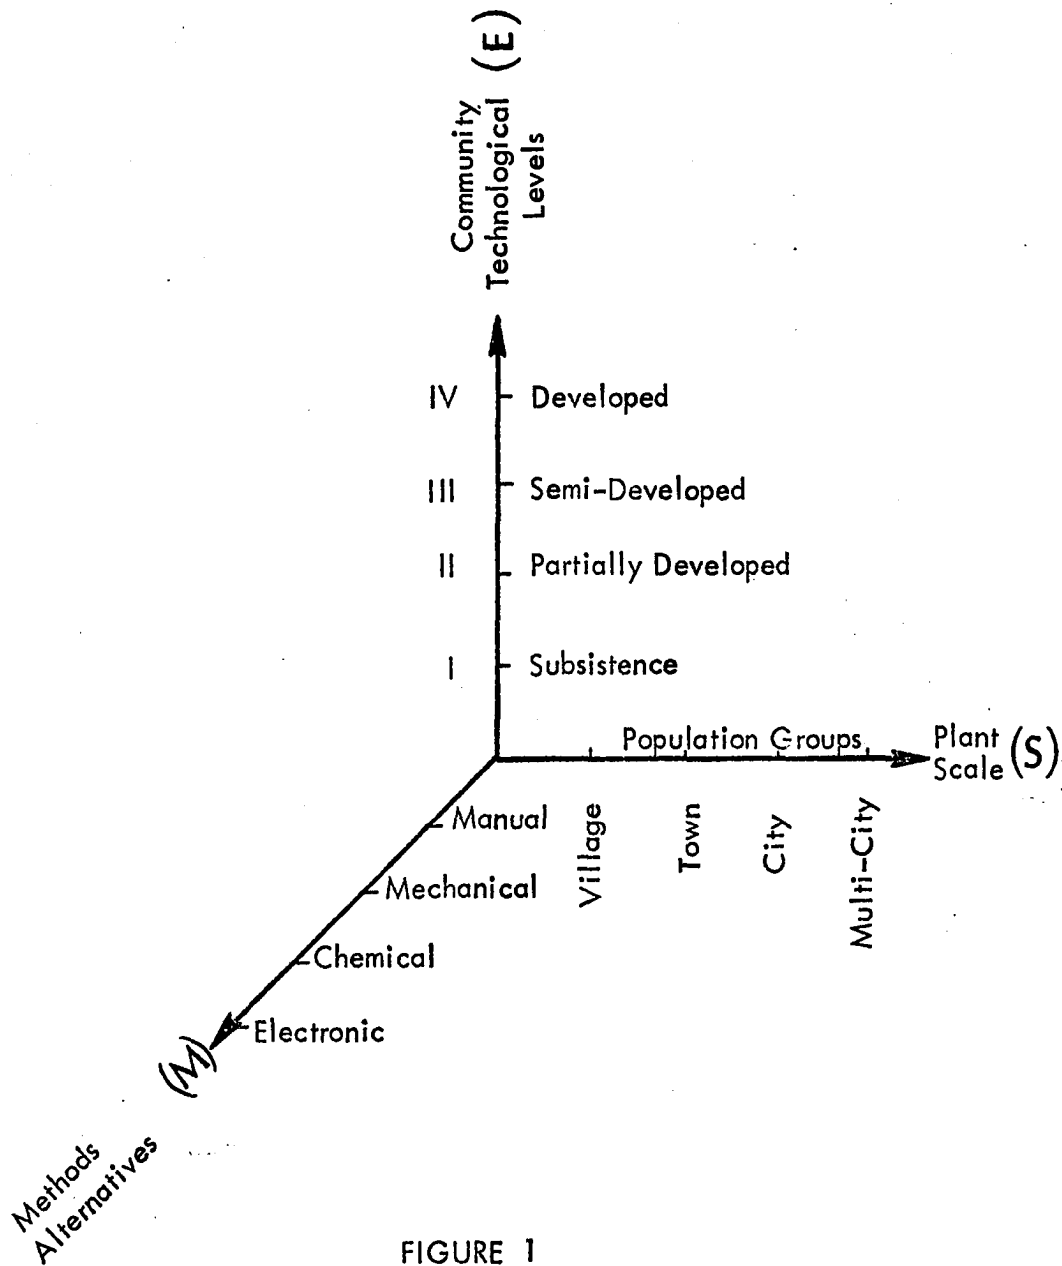 (E)
Community
Technological
Levels
IV Developed
III Semi-Developed
II Partially Developed
I Subsistence
Population Groups
Plant
Scale (S)
Village
Town
City
Multi-City
Manual
Mechanical
Chemical
Electronic
(M)
Methods
Alternatives
FIGURE 1